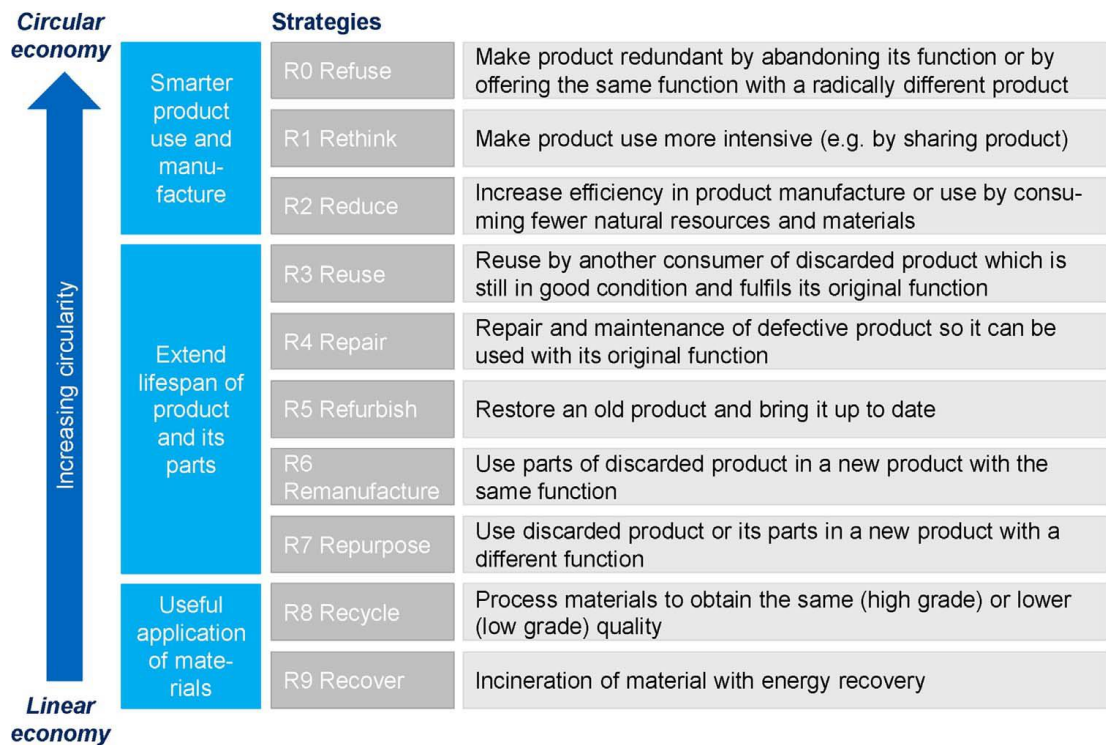 Circular
economy
Strategies
Increasing circularity
Smarter
product
use and
manu-
facture
R0 Refuse
Make product redundant by abandoning its function or by
offering the same function with a radically different product
R1 Rethink
Make product use more intensive (e.g. by sharing product)
R2 Reduce
Increase efficiency in product manufacture or use by consu-
ming fewer natural resources and materials
Extend
lifespan of
product
and its
parts
R3 Reuse
Reuse by another consumer of discarded product which is
still in good condition and fulfils its original function
R4 Repair
Repair and maintenance of defective product so it can be
used with its original function
R5 Refurbish
Restore an old product and bring it up to date
R6
Remanufacture
Use parts of discarded product in a new product with the
same function
R7 Repurpose
Use discarded product or its parts in a new product with a
different function
Useful
application
of mate-
rials
R8 Recycle
Process materials to obtain the same (high grade) or lower
(low grade) quality
R9 Recover
Incineration of material with energy recovery
Linear
economy